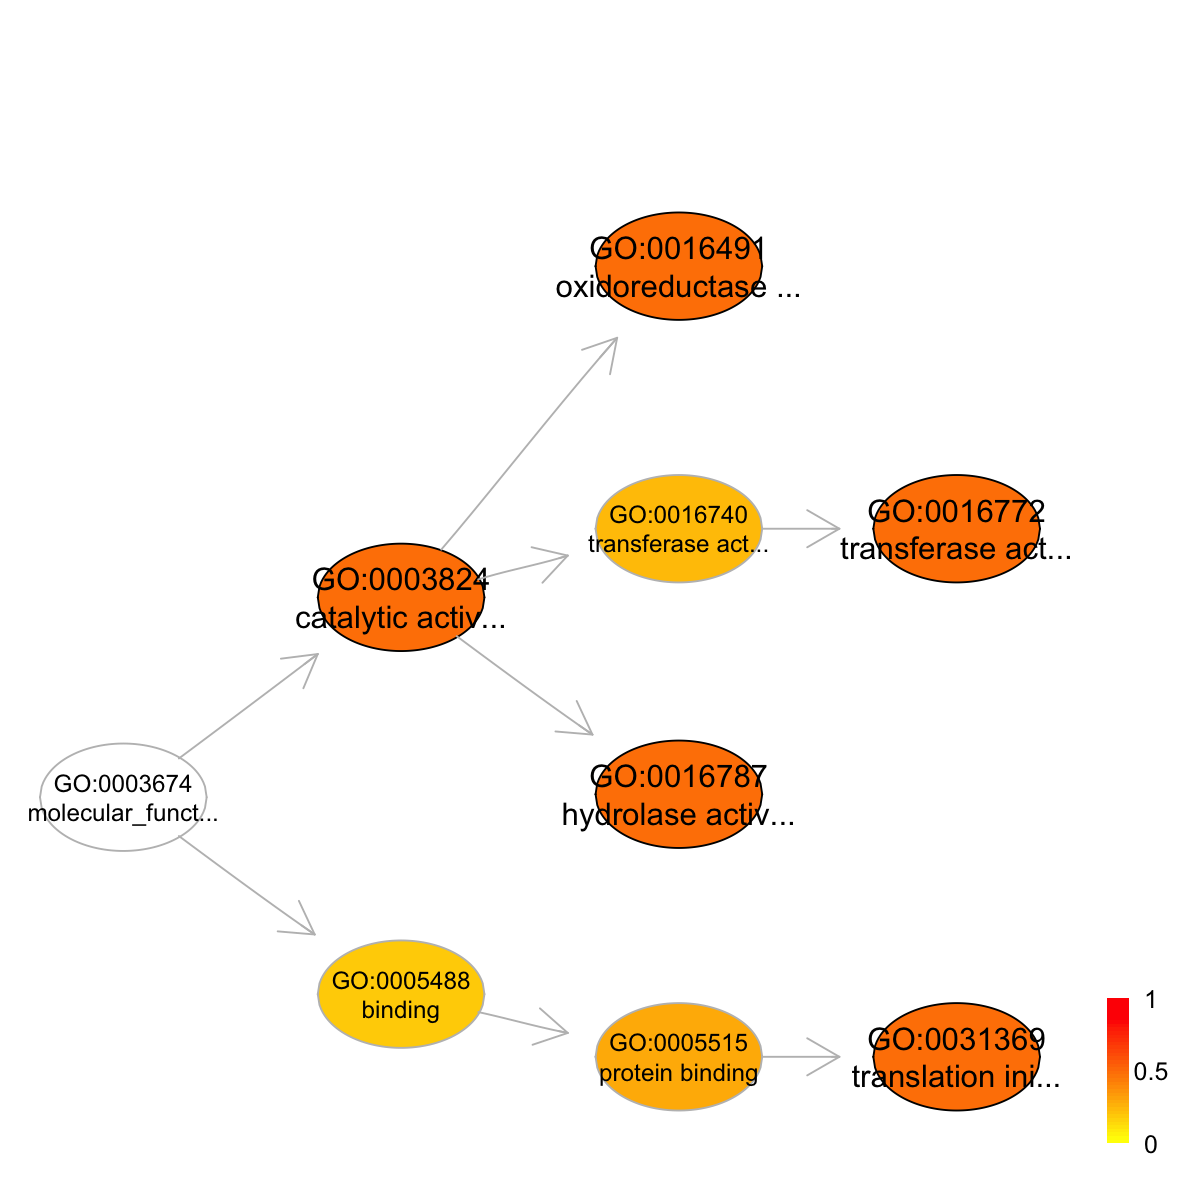 GO:0016491
oxidoreductase ...
GO:0016740
transferase act...
GO:0016772
transferase act...
GO:0003824
catalytic activ...
GO:0003674
molecular_funct...
GO:0016787
hydrolase activ...
GO:0005488
binding
GO:0005515
protein binding
GO:0031369
translation ini...
1
0.5
0